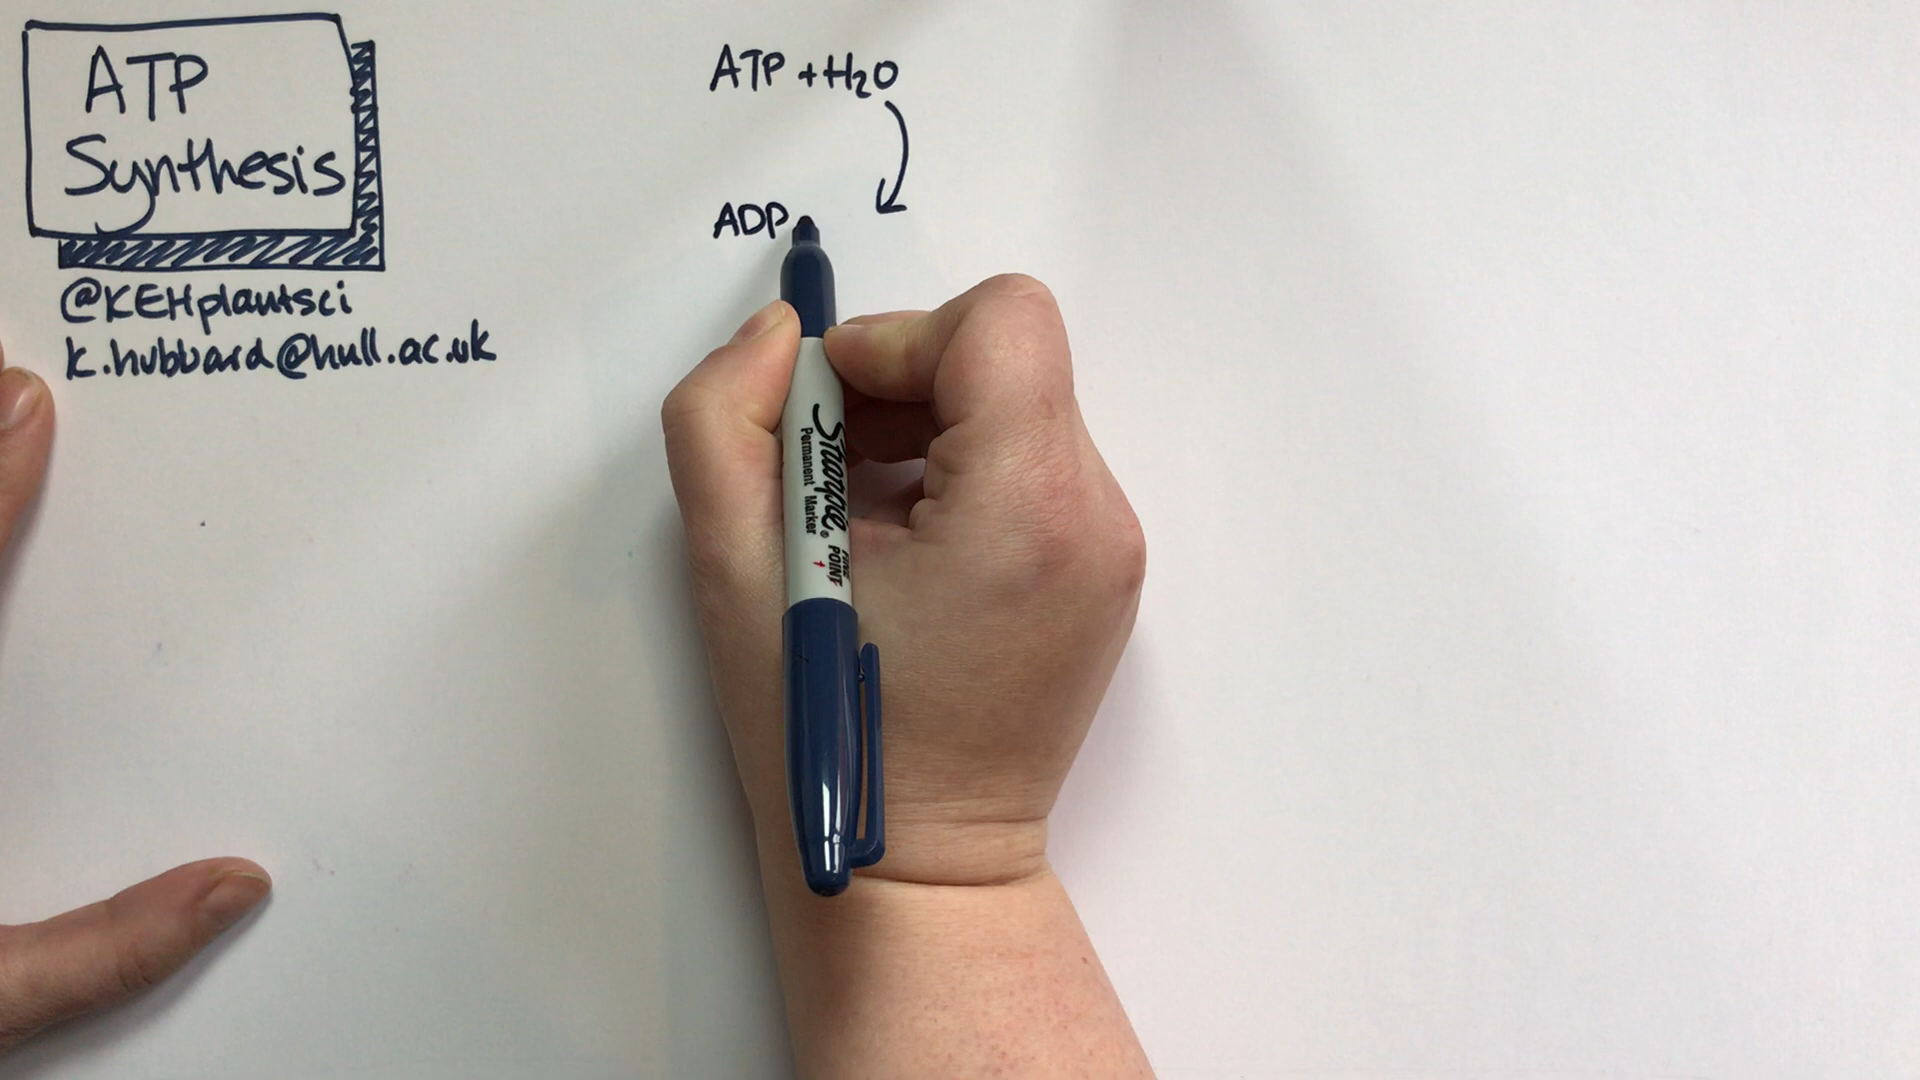 ATP
Synthesis
@KEHplantsci
k.hubbard@hull.ac.uk
ATP + H₂O
ADP
Sharpie®
Permanent Marker
FINE POINT